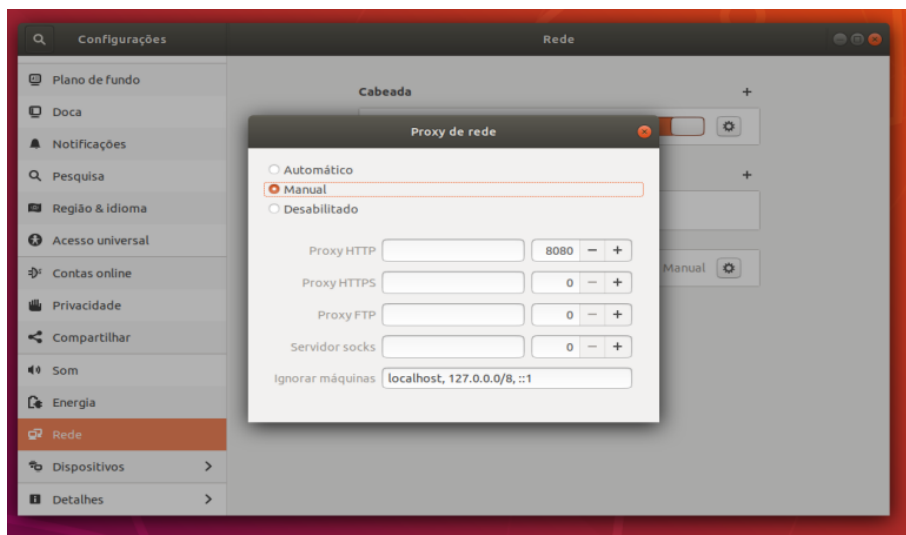 Configurações
Rede
Plano de fundo
Doca
Notificações
Pesquisa
Região & idioma
Acesso universal
Contas online
Privacidade
Compartilhar
Som
Energia
Rede
Dispositivos
Detalhes
Cabeada
Manual
Proxy de rede
Automático
Manual
Desabilitado
Proxy HTTP 8080 − +
Proxy HTTPS 0 − +
Proxy FTP 0 − +
Servidor socks 0 − +
Ignorar máquinas localhost, 127.0.0.0/8, ::1